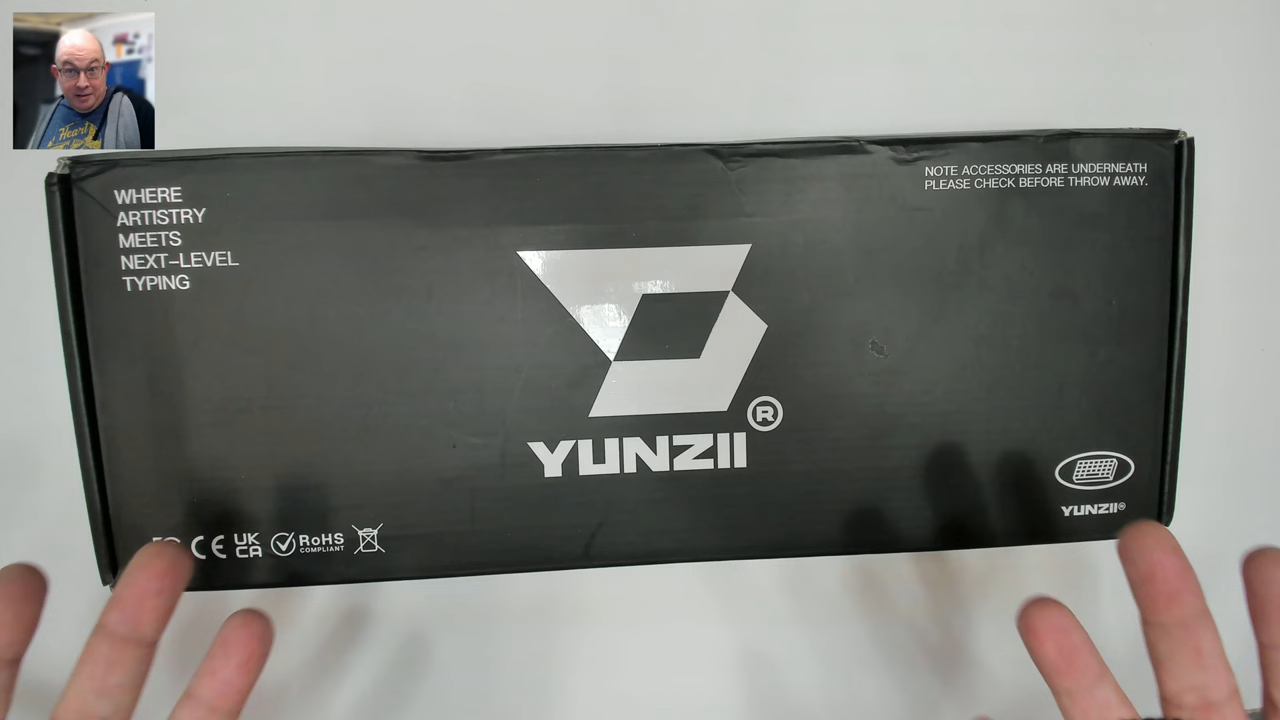 Heart
WHERE
ARTISTRY
MEETS
NEXT-LEVEL
TYPING
NOTE ACCESSORIES ARE UNDERNEATH
PLEASE CHECK BEFORE THROW AWAY.
®
YUNZII
YUNZII®
CE UK CA RoHS COMPLIANT